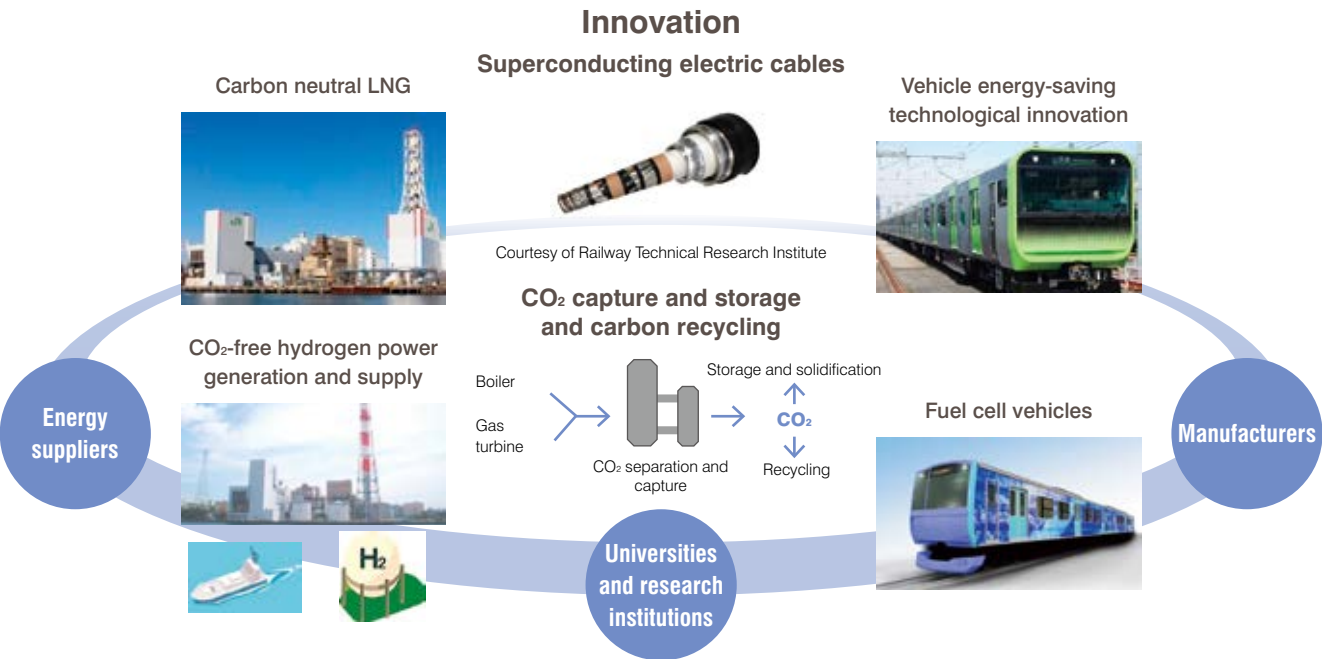 Innovation
Superconducting electric cables
Carbon neutral LNG
Vehicle energy-saving
technological innovation
Courtesy of Railway Technical Research Institute
CO₂ capture and storage
and carbon recycling
CO₂-free hydrogen power
generation and supply
Boiler
Gas
turbine
CO₂ separation and
capture
Storage and solidification
CO₂
Recycling
Fuel cell vehicles
Energy
suppliers
Manufacturers
H₂
Universities
and research
institutions